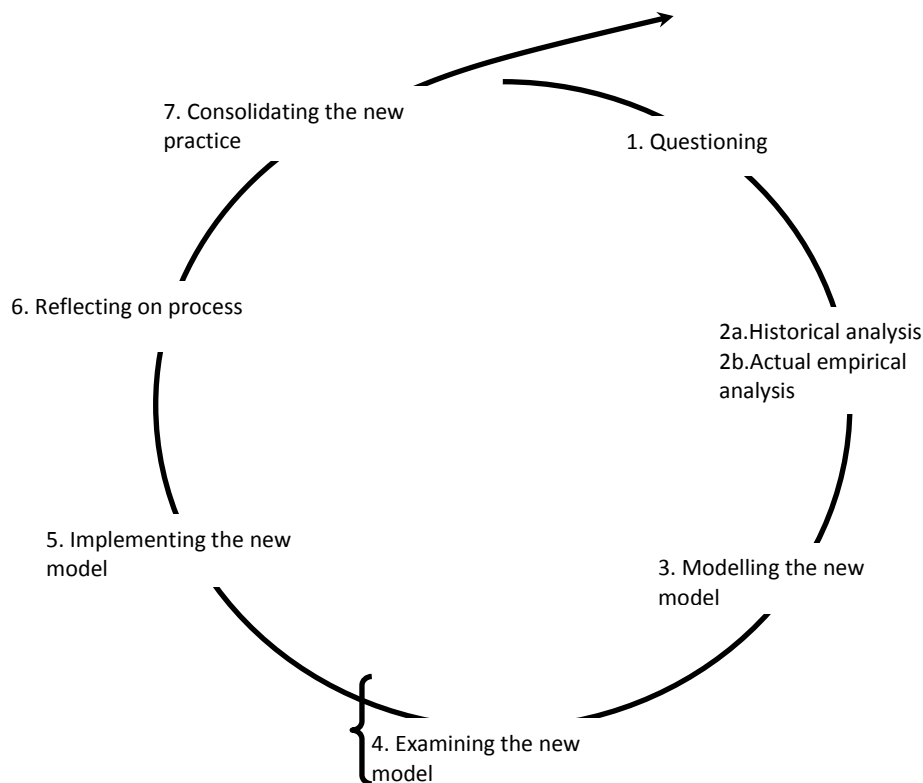 7. Consolidating the new
practice
1. Questioning
6. Reflecting on process
2a.Historical analysis
2b.Actual empirical
analysis
5. Implementing the new
model
3. Modelling the new
model
4. Examining the new
model